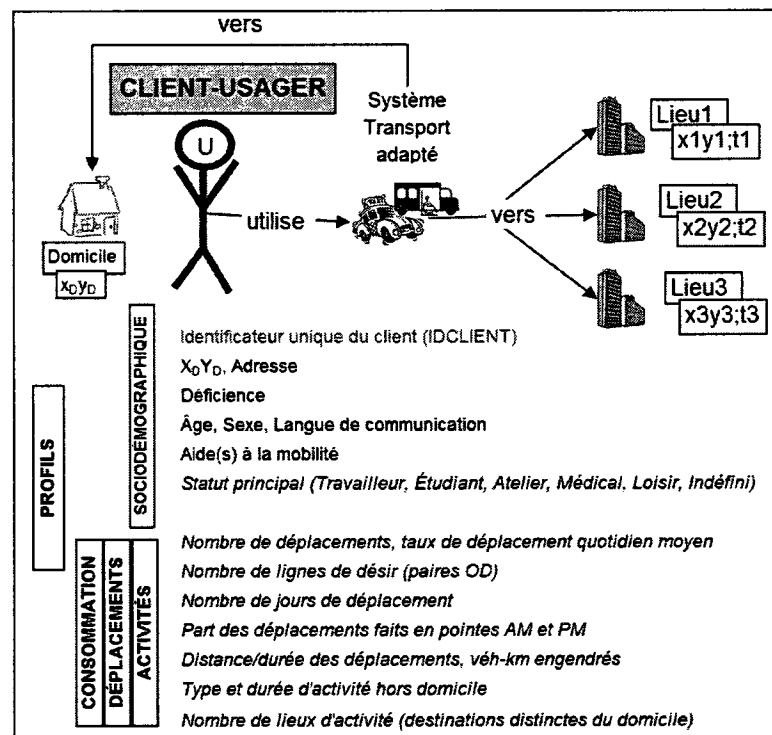 vers
CLIENT-USAGER
Système
Transport
adapté
U
utilise
vers
Lieu1
x1y1;t1
Lieu2
x2y2;t2
Lieu3
x3y3;t3
Domicile
xDyD
PROFILS
SOCIODÉMOGRAPHIQUE
Identificateur unique du client (IDCLIENT)
XDYD, Adresse
Déficience
Âge, Sexe, Langue de communication
Aide(s) à la mobilité
Statut principal (Travailleur, Étudiant, Atelier, Médical, Loisir, Indéfini)
CONSOMMATION
DÉPLACEMENTS
ACTIVITÉS
Nombre de déplacements, taux de déplacement quotidien moyen
Nombre de lignes de désir (paires OD)
Nombre de jours de déplacement
Part des déplacements faits en pointes AM et PM
Distance/durée des déplacements, véh-km engendrés
Type et durée d'activité hors domicile
Nombre de lieux d'activité (destinations distinctes du domicile)